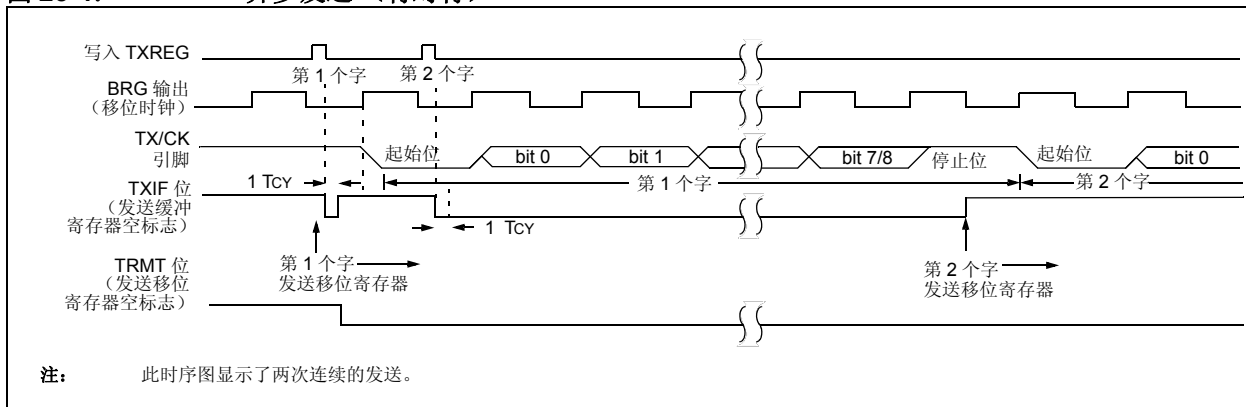 写入 TXREG
第 1 个字
第 2 个字
BRG 输出
（移位时钟）
TX/CK
引脚
起始位
bit 0
bit 1
bit 7/8
停止位
起始位
bit 0
1 TCY
第 1 个字
第 2 个字
TXIF 位
（发送缓冲
寄存器空标志）
1 TCY
第 1 个字
发送移位寄存器
第 2 个字
发送移位寄存器
TRMT 位
（发送移位
寄存器空标志）
注： 此时序图显示了两次连续的发送。